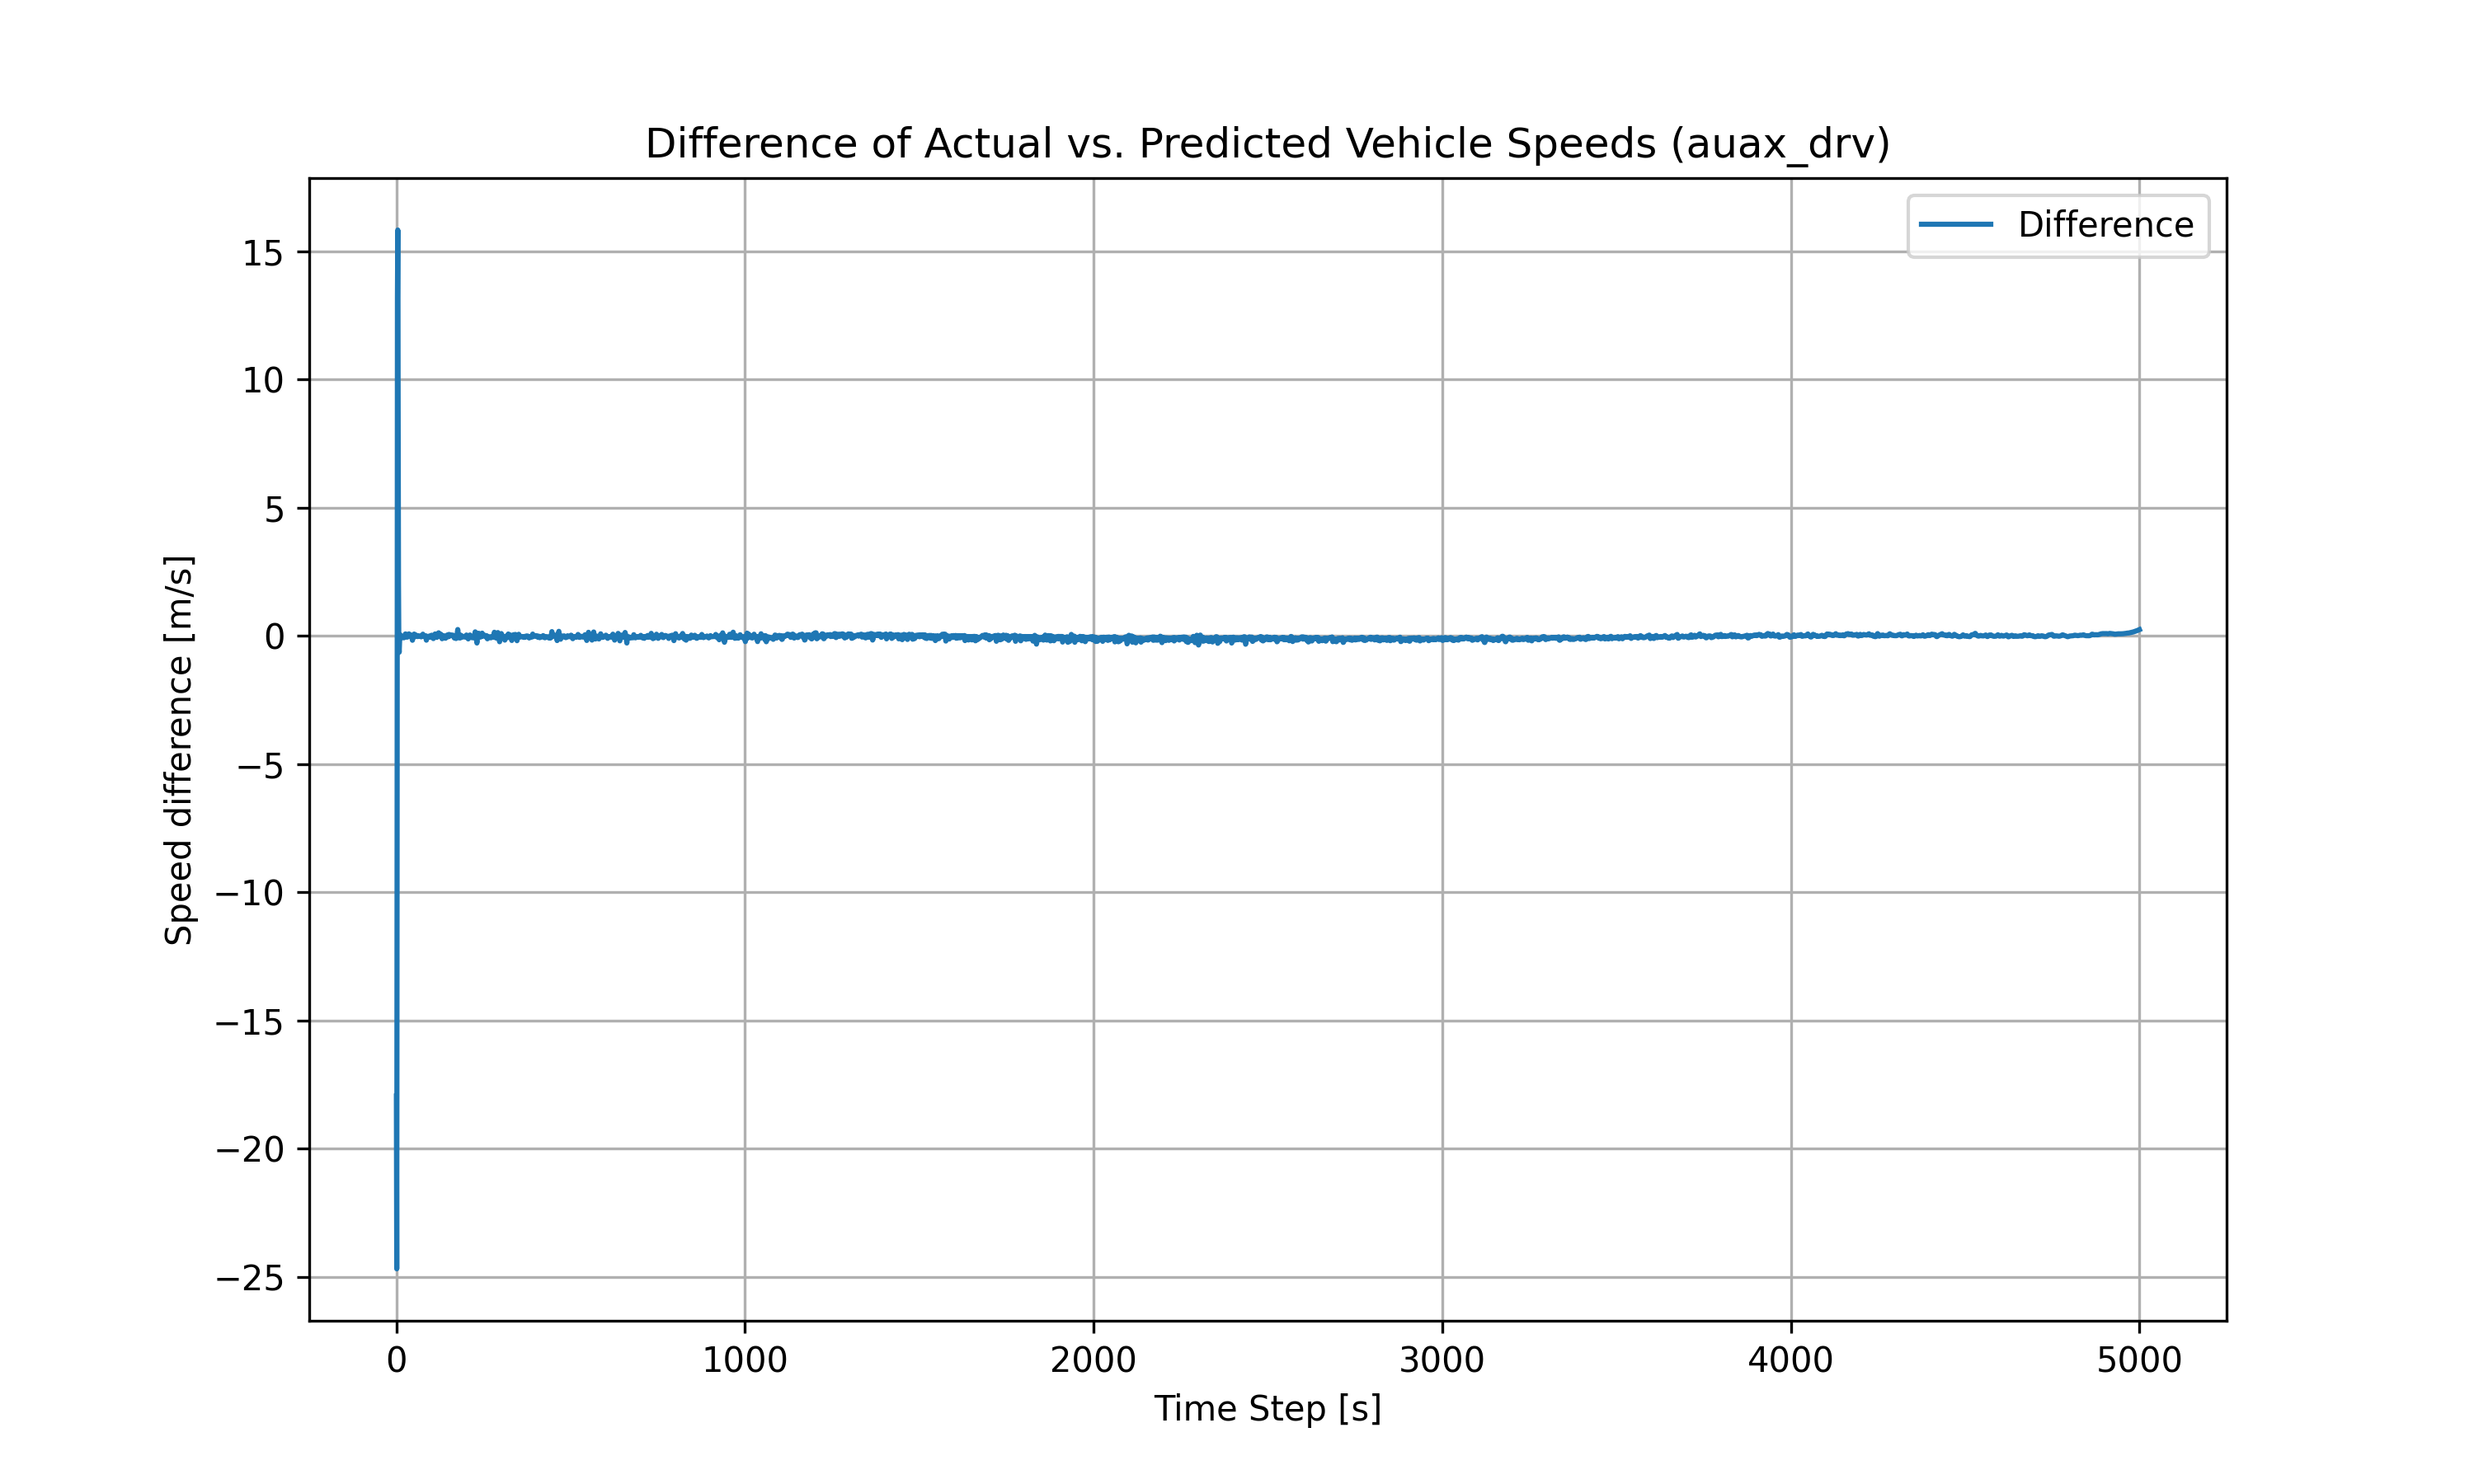 Difference of Actual vs. Predicted Vehicle Speeds (auax_drv)
Difference
15
10
5
0
−5
−10
−15
−20
−25
Speed difference [m/s]
0 1000 2000 3000 4000 5000
Time Step [s]